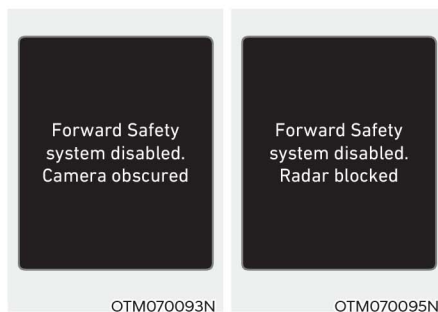 Forward Safety
system disabled.
Camera obscured
OTM070093N
Forward Safety
system disabled.
Radar blocked
OTM070095N